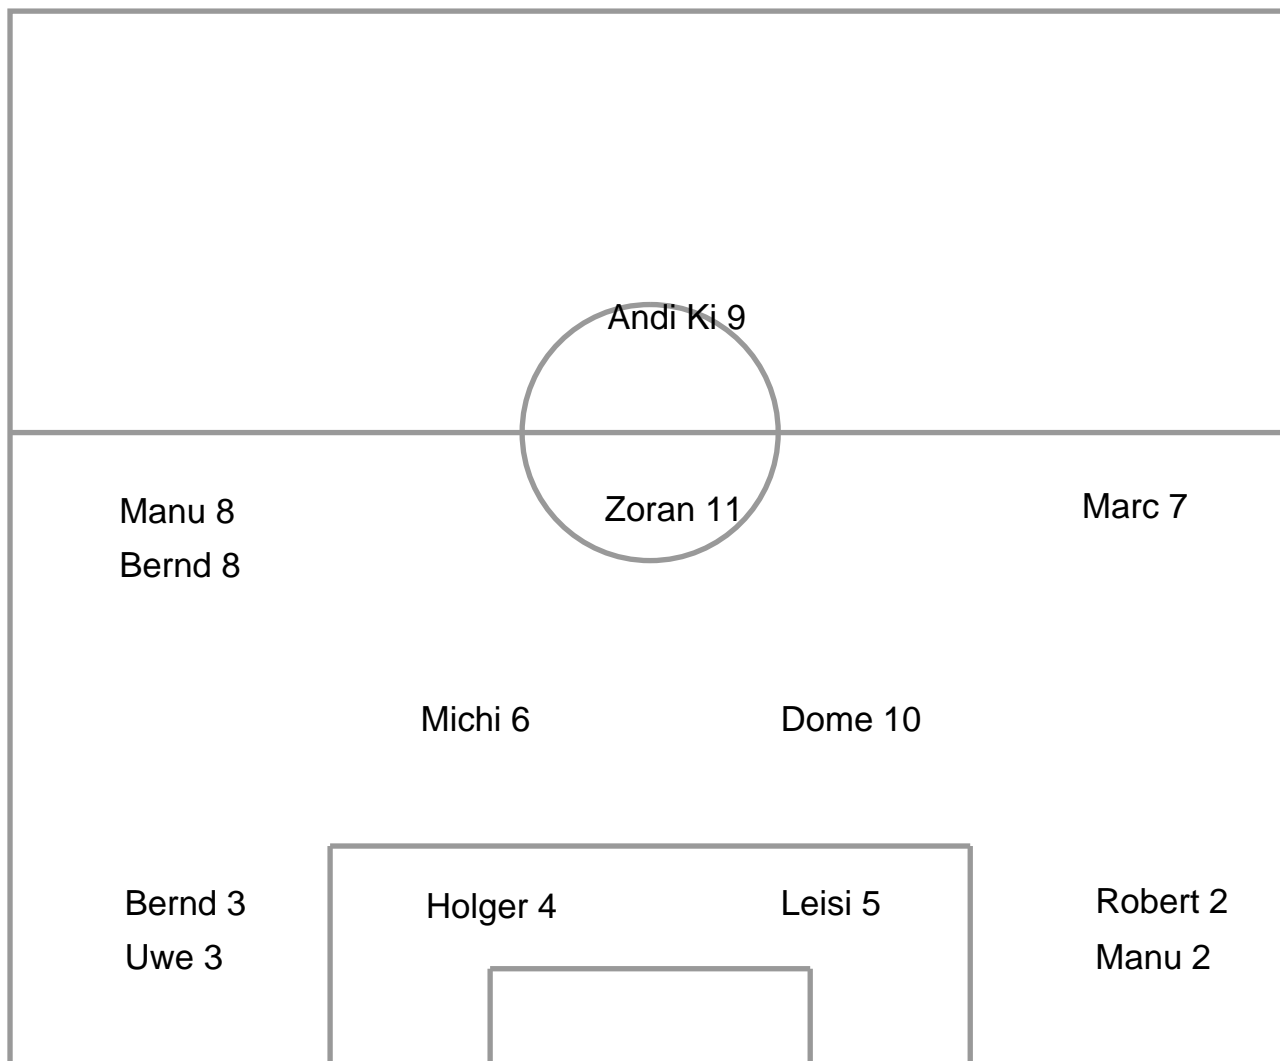 Andi Ki 9
Manu 8
Zoran 11
Marc 7
Bernd 8
Michi 6
Dome 10
Bernd 3
Holger 4
Leisi 5
Robert 2
Uwe 3
Manu 2